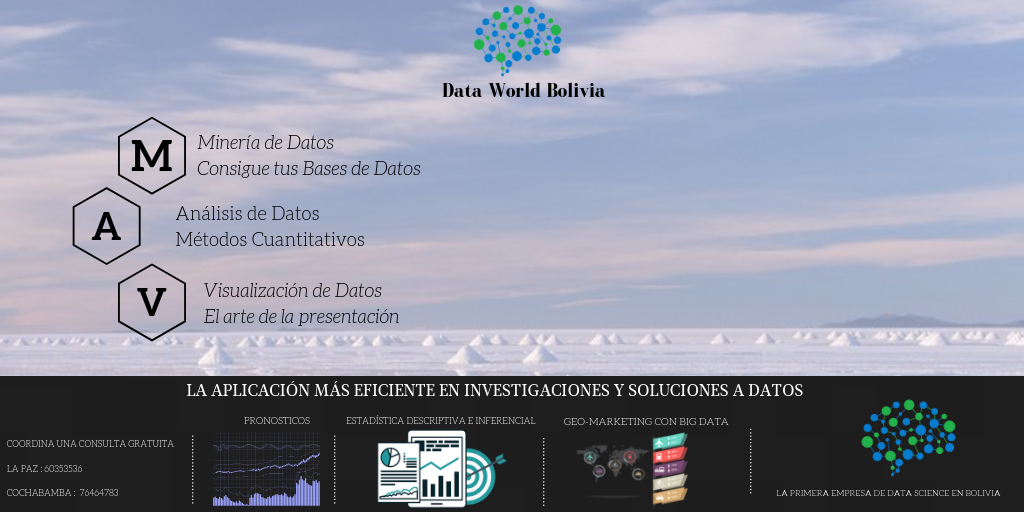 Data World Bolivia
M
Minería de Datos
Consigue tus Bases de Datos
A
Análisis de Datos
Métodos Cuantitativos
V
Visualización de Datos
El arte de la presentación
LA APLICACIÓN MÁS EFICIENTE EN INVESTIGACIONES Y SOLUCIONES A DATOS
COORDINA UNA CONSULTA GRATUITA
LA PAZ : 60353536
COCHABAMBA : 76464783
PRONOSTICOS
ESTADÍSTICA DESCRIPTIVA E INFERENCIAL
GEO-MARKETING CON BIG DATA
LA PRIMERA EMPRESA DE DATA SCIENCE EN BOLIVIA